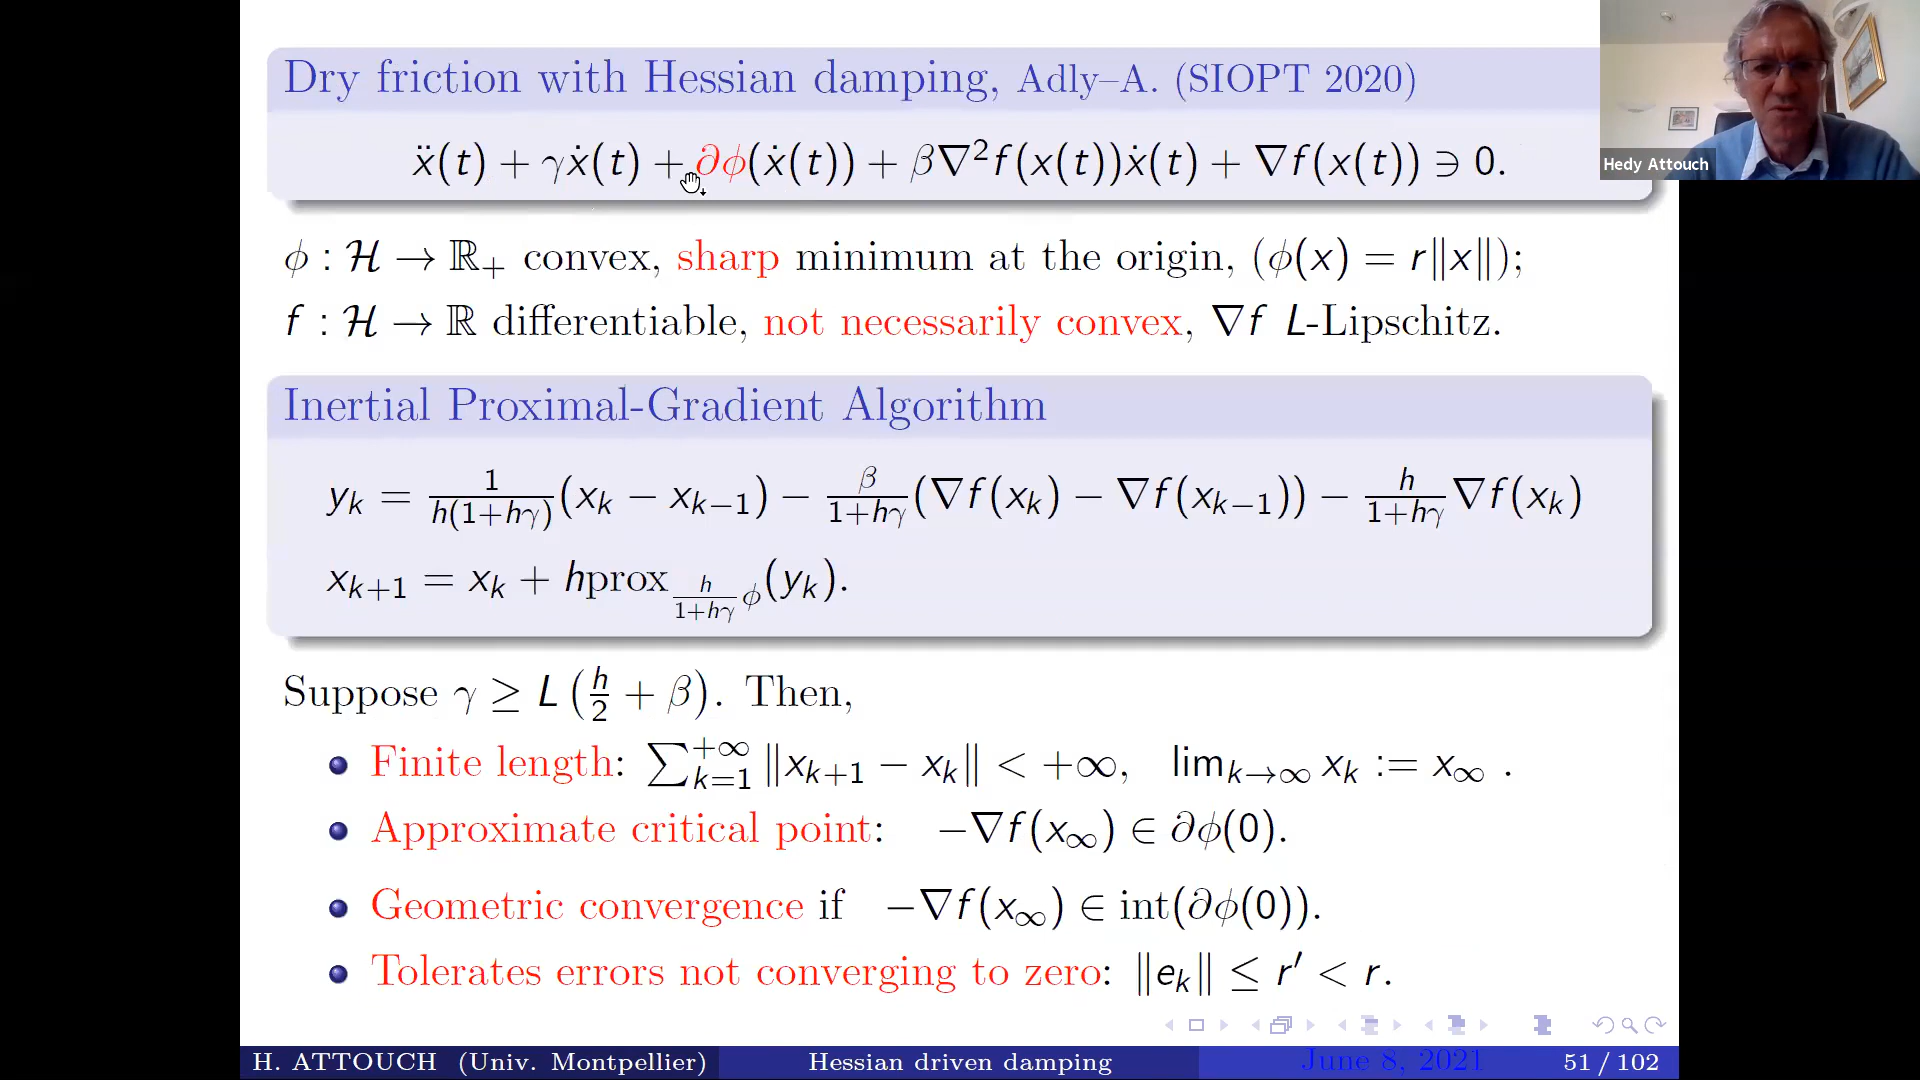 Dry friction with Hessian damping, Adly–A. (SIOPT 2020)
ẍ(t) + γẋ(t) + ∂ϕ(ẋ(t)) + β∇²f(x(t))ẋ(t) + ∇f(x(t)) ∋ 0.
Hedy Attouch
ϕ : ℋ → ℝ₊ convex, sharp minimum at the origin, (ϕ(x) = r‖x‖);
f : ℋ → ℝ differentiable, not necessarily convex, ∇f L-Lipschitz.
Inertial Proximal-Gradient Algorithm
y_k = 1/(h(1+hγ)) (x_k − x_{k−1}) − β/(1+hγ) (∇f(x_k) − ∇f(x_{k−1})) − h/(1+hγ) ∇f(x_k)
x_{k+1} = x_k + hprox_{h/(1+hγ) ϕ}(y_k).
Suppose γ ≥ L (h/2 + β). Then,
• Finite length: ∑_{k=1}^{+∞} ‖x_{k+1} − x_k‖ < +∞, lim_{k→∞} x_k := x_∞ .
• Approximate critical point: −∇f(x_∞) ∈ ∂ϕ(0).
• Geometric convergence if −∇f(x_∞) ∈ int(∂ϕ(0)).
• Tolerates errors not converging to zero: ‖e_k‖ ≤ r′ < r.
H. ATTOUCH (Univ. Montpellier) Hessian driven damping June 8, 2021 51 / 102